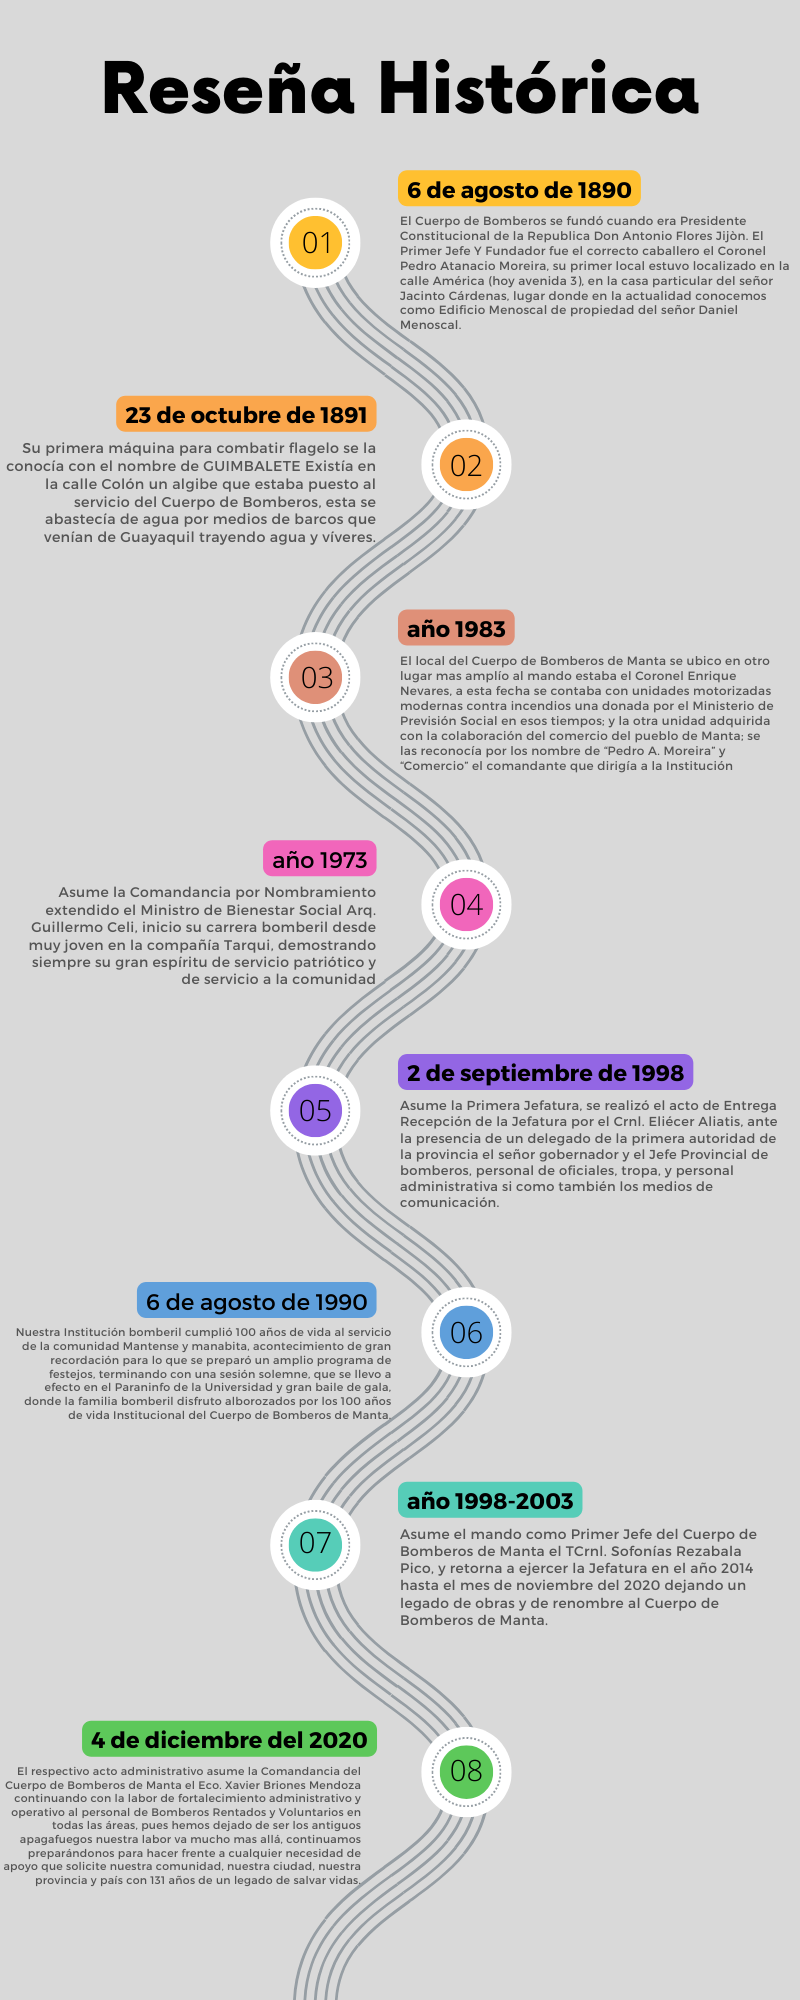 Reseña Histórica
01
6 de agosto de 1890
El Cuerpo de Bomberos se fundó cuando era Presidente
Constitucional de la Republica Don Antonio Flores Jijòn. El
Primer Jefe Y Fundador fue el correcto caballero el Coronel
Pedro Atanacio Moreira, su primer local estuvo localizado en la
calle América (hoy avenida 3), en la casa particular del señor
Jacinto Cárdenas, lugar donde en la actualidad conocemos
como Edificio Menoscal de propiedad del señor Daniel
Menoscal.
23 de octubre de 1891
02
Su primera máquina para combatir flagelo se la
conocía con el nombre de GUIMBALETE Existía en
la calle Colón un algibe que estaba puesto al
servicio del Cuerpo de Bomberos, esta se
abastecía de agua por medios de barcos que
venían de Guayaquil trayendo agua y víveres.
03
año 1983
El local del Cuerpo de Bomberos de Manta se ubico en otro
lugar mas amplío al mando estaba el Coronel Enrique
Nevares, a esta fecha se contaba con unidades motorizadas
modernas contra incendios una donada por el Ministerio de
Previsión Social en esos tiempos; y la otra unidad adquirida
con la colaboración del comercio del pueblo de Manta; se
las reconocía por los nombre de “Pedro A. Moreira” y
“Comercio” el comandante que dirigía a la Institución
año 1973
04
Asume la Comandancia por Nombramiento
extendido el Ministro de Bienestar Social Arq.
Guillermo Celi, inicio su carrera bomberil desde
muy joven en la compañía Tarqui, demostrando
siempre su gran espíritu de servicio patriótico y
de servicio a la comunidad
05
2 de septiembre de 1998
Asume la Primera Jefatura, se realizó el acto de Entrega
Recepción de la Jefatura por el Crnl. Eliécer Aliatis, ante
la presencia de un delegado de la primera autoridad de
la provincia el señor gobernador y el Jefe Provincial de
bomberos, personal de oficiales, tropa, y personal
administrativa si como también los medios de
comunicación.
6 de agosto de 1990
06
Nuestra Institución bomberil cumplió 100 años de vida al servicio
de la comunidad Mantense y manabita, acontecimiento de gran
recordación para lo que se preparó un amplio programa de
festejos, terminando con una sesión solemne, que se llevo a
efecto en el Paraninfo de la Universidad y gran baile de gala,
donde la familia bomberil disfruto alborozados por los 100 años
de vida Institucional del Cuerpo de Bomberos de Manta.
07
año 1998-2003
Asume el mando como Primer Jefe del Cuerpo de
Bomberos de Manta el TCrnl. Sofonías Rezabala
Pico, y retorna a ejercer la Jefatura en el año 2014
hasta el mes de noviembre del 2020 dejando un
legado de obras y de renombre al Cuerpo de
Bomberos de Manta.
4 de diciembre del 2020
08
El respectivo acto administrativo asume la Comandancia del
Cuerpo de Bomberos de Manta el Eco. Xavier Briones Mendoza
continuando con la labor de fortalecimiento administrativo y
operativo al personal de Bomberos Rentados y Voluntarios en
todas las áreas, pues hemos dejado de ser los antiguos
apagafuegos nuestra labor va mucho mas allá, continuamos
preparándonos para hacer frente a cualquier necesidad de
apoyo que solicite nuestra comunidad, nuestra ciudad, nuestra
provincia y país con 131 años de un legado de salvar vidas.